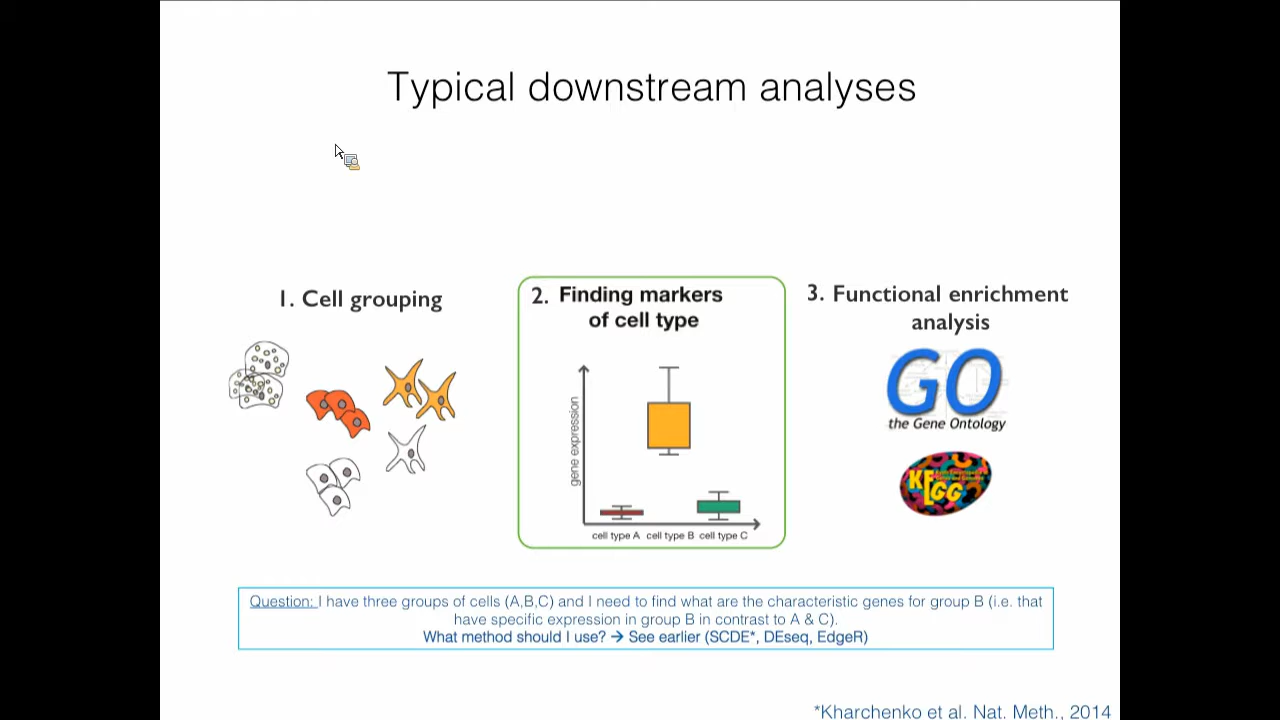 Typical downstream analyses
1. Cell grouping
2. Finding markers
of cell type
gene expression
cell type A cell type B cell type C
3. Functional enrichment
analysis
GO
the Gene Ontology
KEGG
Question: I have three groups of cells (A,B,C) and I need to find what are the characteristic genes for group B (i.e. that
have specific expression in group B in contrast to A & C).
What method should I use? → See earlier (SCDE*, DEseq, EdgeR)
*Kharchenko et al. Nat. Meth., 2014